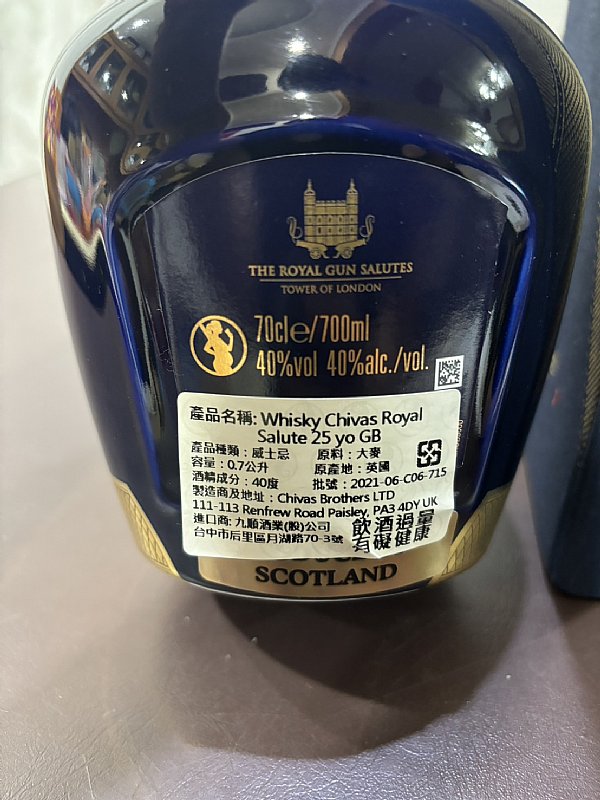 THE ROYAL GUN SALUTES
TOWER OF LONDON
70cle/700ml
40%vol 40%alc./vol.
產品名稱: Whisky Chivas Royal
Salute 25 yo GB
產品種類：威士忌 原料：大麥
容量：0.7公升 原產地：英國
酒精成分：40度 批號：2021-06-C06-715
製造商及地址：Chivas Brothers LTD
111-113 Renfrew Road Paisley, PA3 4DY UK
進口商: 九順酒業(股)公司
台中市后里區月湖路70-3號
飲酒過量
有礙健康
SCOTLAND